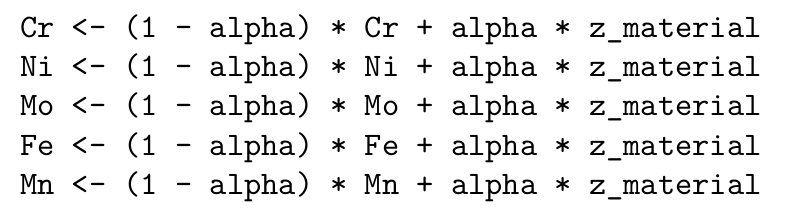 Cr <- (1 - alpha) * Cr + alpha * z_material
Ni <- (1 - alpha) * Ni + alpha * z_material
Mo <- (1 - alpha) * Mo + alpha * z_material
Fe <- (1 - alpha) * Fe + alpha * z_material
Mn <- (1 - alpha) * Mn + alpha * z_material